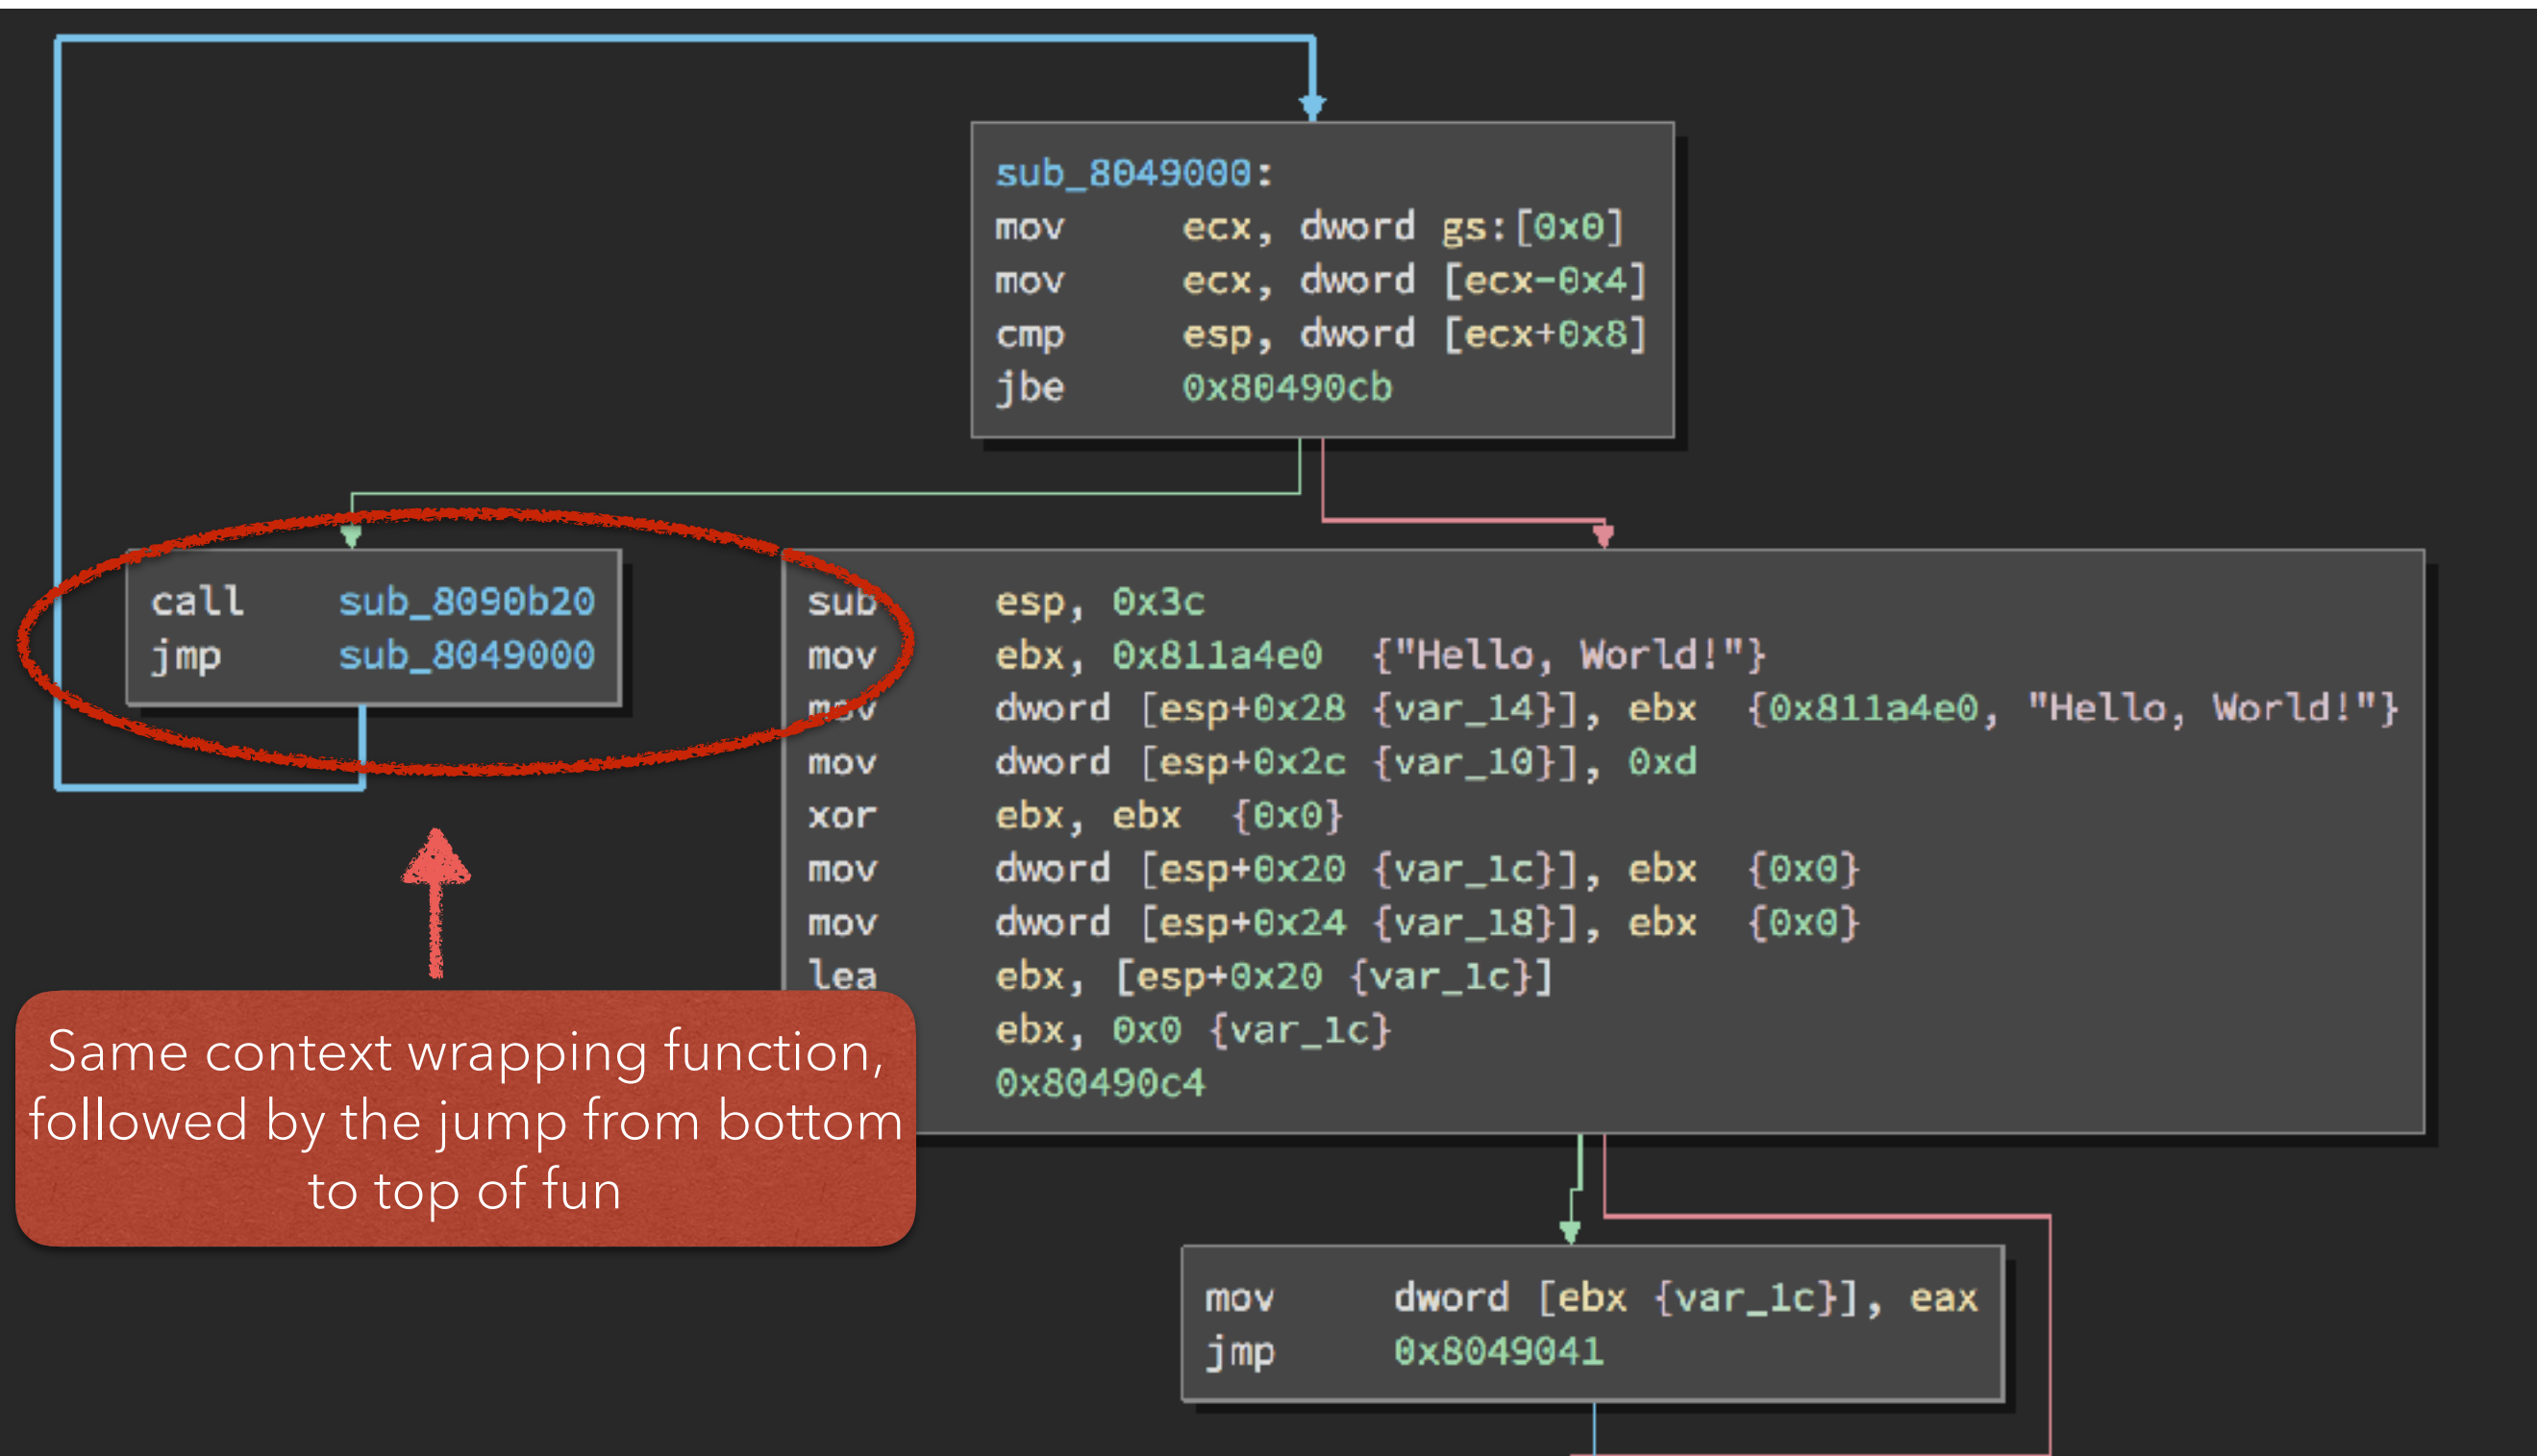 sub_8049000:
mov ecx, dword gs:[0x0]
mov ecx, dword [ecx-0x4]
cmp esp, dword [ecx+0x8]
jbe 0x80490cb
call sub_8090b20
jmp sub_8049000
sub esp, 0x3c
mov ebx, 0x811a4e0 {"Hello, World!"}
mov dword [esp+0x28 {var_14}], ebx {0x811a4e0, "Hello, World!"}
mov dword [esp+0x2c {var_10}], 0xd
xor ebx, ebx {0x0}
mov dword [esp+0x20 {var_1c}], ebx {0x0}
mov dword [esp+0x24 {var_18}], ebx {0x0}
lea ebx, [esp+0x20 {var_1c}]
ebx, 0x0 {var_1c}
0x80490c4
Same context wrapping function,
followed by the jump from bottom
to top of fun
mov dword [ebx {var_1c}], eax
jmp 0x8049041